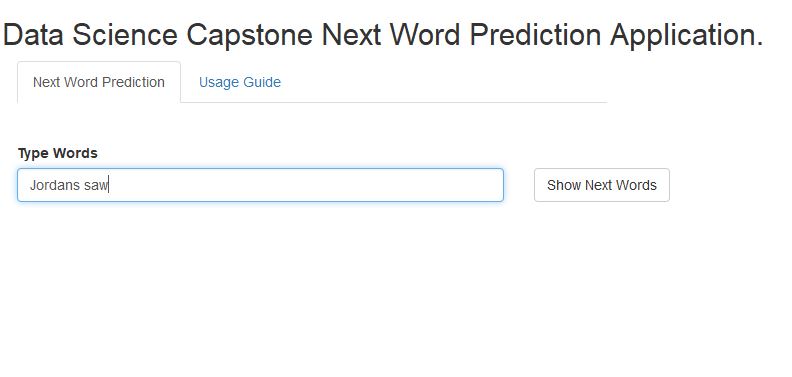 Data Science Capstone Next Word Prediction Application.
Next Word Prediction Usage Guide
Type Words
Jordans saw Show Next Words